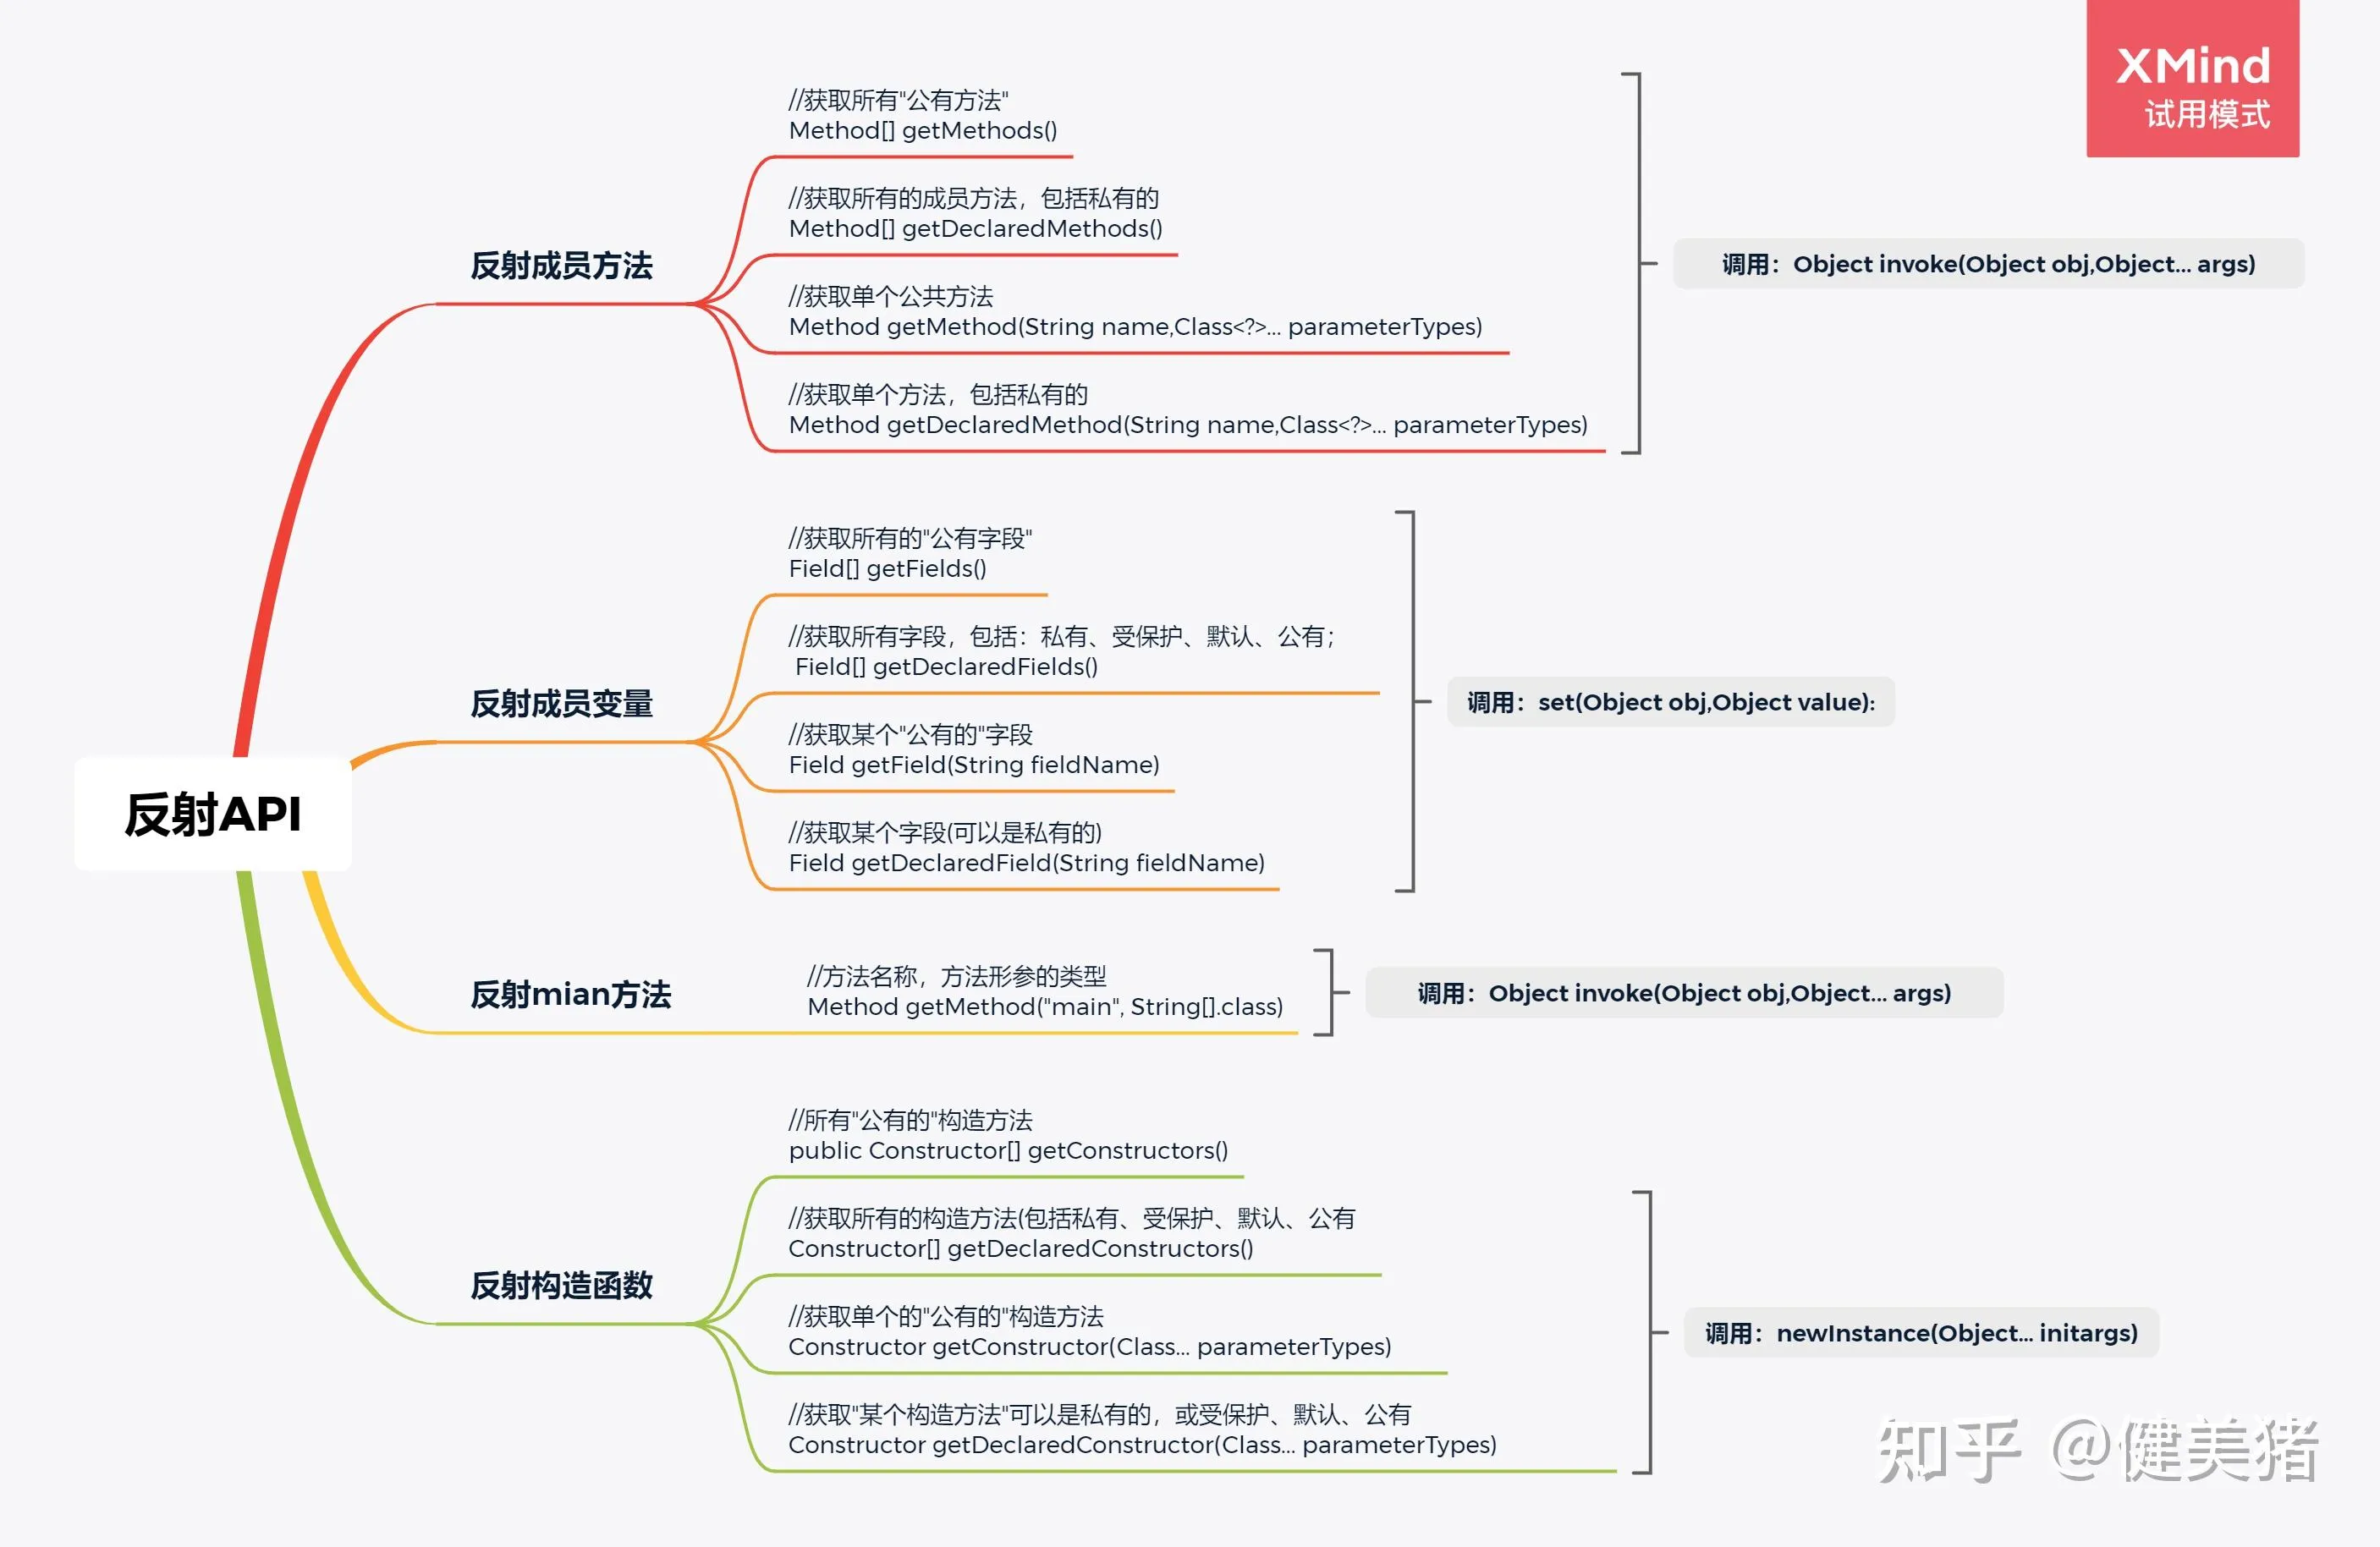 XMind
试用模式
反射API
反射成员方法
//获取所有"公有方法"
Method[] getMethods()
//获取所有的成员方法，包括私有的
Method[] getDeclaredMethods()
//获取单个公共方法
Method getMethod(String name,Class<?>... parameterTypes)
//获取单个方法，包括私有的
Method getDeclaredMethod(String name,Class<?>... parameterTypes)
调用：Object invoke(Object obj,Object... args)
反射成员变量
//获取所有的"公有字段"
Field[] getFields()
//获取所有字段，包括：私有、受保护、默认、公有；
Field[] getDeclaredFields()
//获取某个"公有的"字段
Field getField(String fieldName)
//获取某个字段(可以是私有的)
Field getDeclaredField(String fieldName)
调用：set(Object obj,Object value):
反射mian方法
//方法名称，方法形参的类型
Method getMethod("main", String[].class)
调用：Object invoke(Object obj,Object... args)
反射构造函数
//所有"公有的"构造方法
public Constructor[] getConstructors()
//获取所有的构造方法(包括私有、受保护、默认、公有
Constructor[] getDeclaredConstructors()
//获取单个的"公有的"构造方法
Constructor getConstructor(Class... parameterTypes)
//获取"某个构造方法"可以是私有的，或受保护、默认、公有
Constructor getDeclaredConstructor(Class... parameterTypes)
调用：newInstance(Object... initargs)
知乎 @健美猪